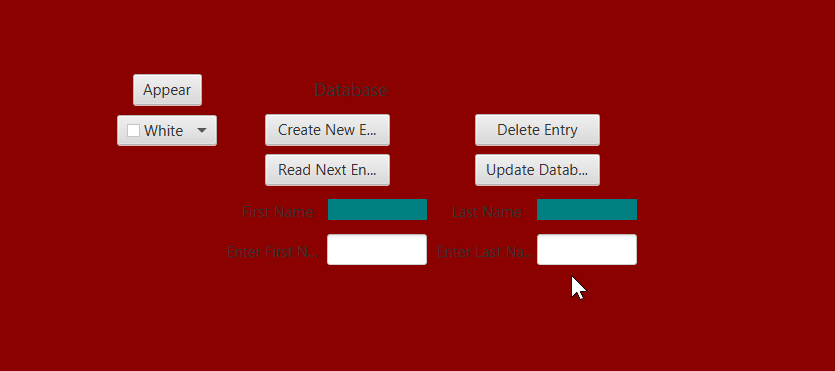 Appear
Database
White
Create New E...
Delete Entry
Read Next En...
Update Datab...
First Name
Last Name
Enter First N...
Enter Last Na...